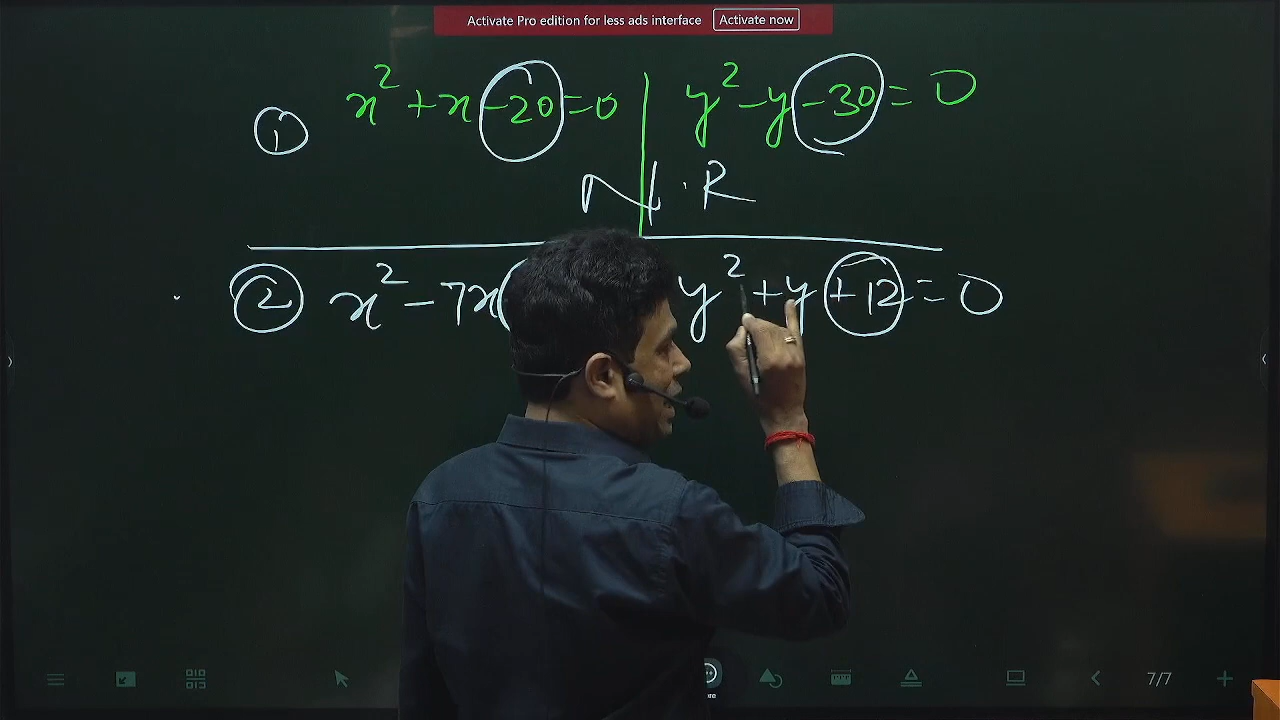 Activate Pro edition for less ads interface Activate now
① x² + x - 20 = 0 | y² - y - 30 = 0
N.R
② x² - 7x y² + y + 12 = 0
7/7